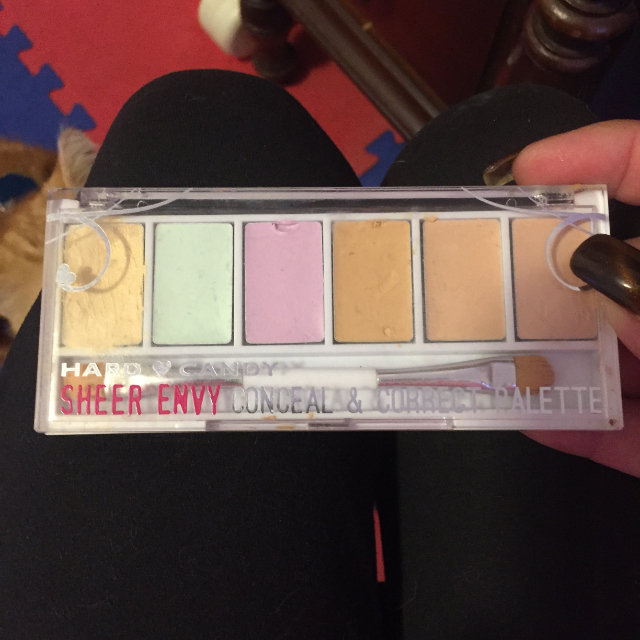 HARD CANDY
SHEER ENVY CONCEAL & CORRECT PALETTE